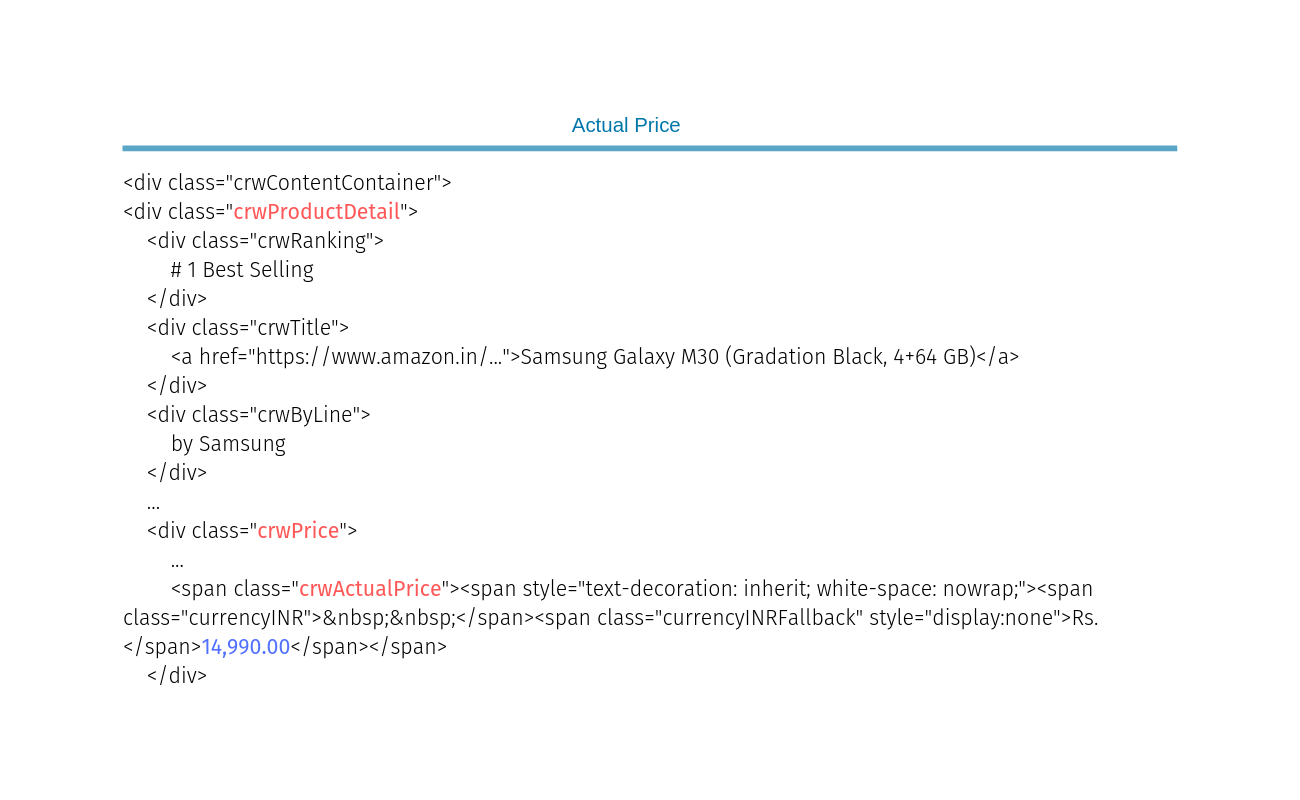 Actual Price
<div class="crwContentContainer">
<div class="crwProductDetail">
<div class="crwRanking">
# 1 Best Selling
</div>
<div class="crwTitle">
<a href="https://www.amazon.in/...">Samsung Galaxy M30 (Gradation Black, 4+64 GB)</a>
</div>
<div class="crwByLine">
by Samsung
</div>
...
<div class="crwPrice">
...
<span class="crwActualPrice"><span style="text-decoration: inherit; white-space: nowrap;"><span
class="currencyINR">&nbsp;&nbsp;</span><span class="currencyINRFallback" style="display:none">Rs.
</span>14,990.00</span></span>
</div>